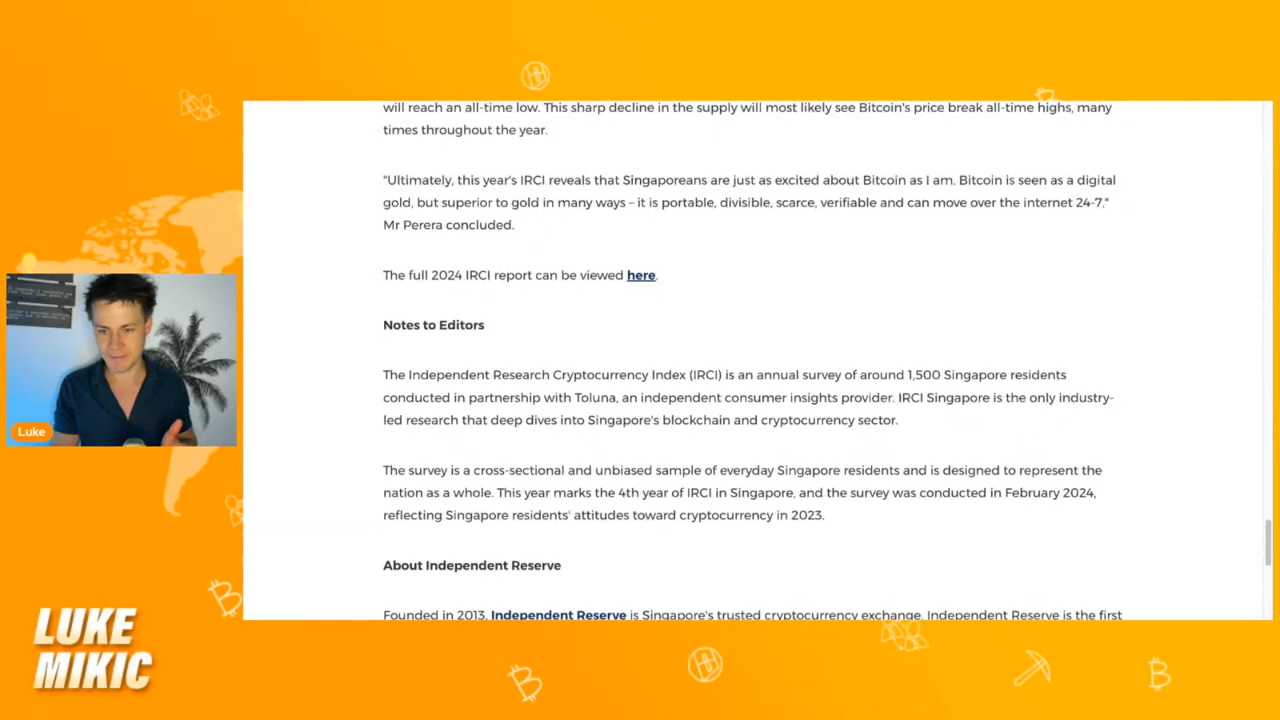 will reach an all-time low. This sharp decline in the supply will most likely see Bitcoin's price break all-time highs, many
times throughout the year.
"Ultimately, this year's IRCI reveals that Singaporeans are just as excited about Bitcoin as I am. Bitcoin is seen as a digital
gold, but superior to gold in many ways – it is portable, divisible, scarce, verifiable and can move over the internet 24-7,"
Mr Perera concluded.
The full 2024 IRCI report can be viewed here.
Notes to Editors
The Independent Research Cryptocurrency Index (IRCI) is an annual survey of around 1,500 Singapore residents
conducted in partnership with Toluna, an independent consumer insights provider. IRCI Singapore is the only industry-
led research that deep dives into Singapore's blockchain and cryptocurrency sector.
The survey is a cross-sectional and unbiased sample of everyday Singapore residents and is designed to represent the
nation as a whole. This year marks the 4th year of IRCI in Singapore, and the survey was conducted in February 2024,
reflecting Singapore residents' attitudes toward cryptocurrency in 2023.
About Independent Reserve
Founded in 2013, Independent Reserve is Singapore's trusted cryptocurrency exchange. Independent Reserve is the first
Luke
LUKE
MIKIC